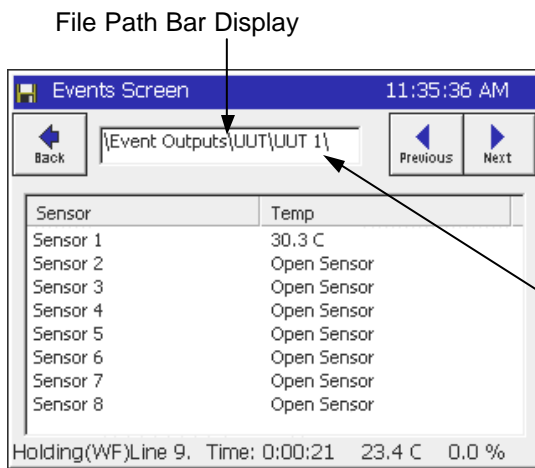 File Path Bar Display
Events Screen 11:35:36 AM
Back \Event Outputs\UUT\UUT 1\ Previous Next
Sensor Temp
Sensor 1 30.3 C
Sensor 2 Open Sensor
Sensor 3 Open Sensor
Sensor 4 Open Sensor
Sensor 5 Open Sensor
Sensor 6 Open Sensor
Sensor 7 Open Sensor
Sensor 8 Open Sensor
Holding(WF)Line 9. Time: 0:00:21 23.4 C 0.0 %